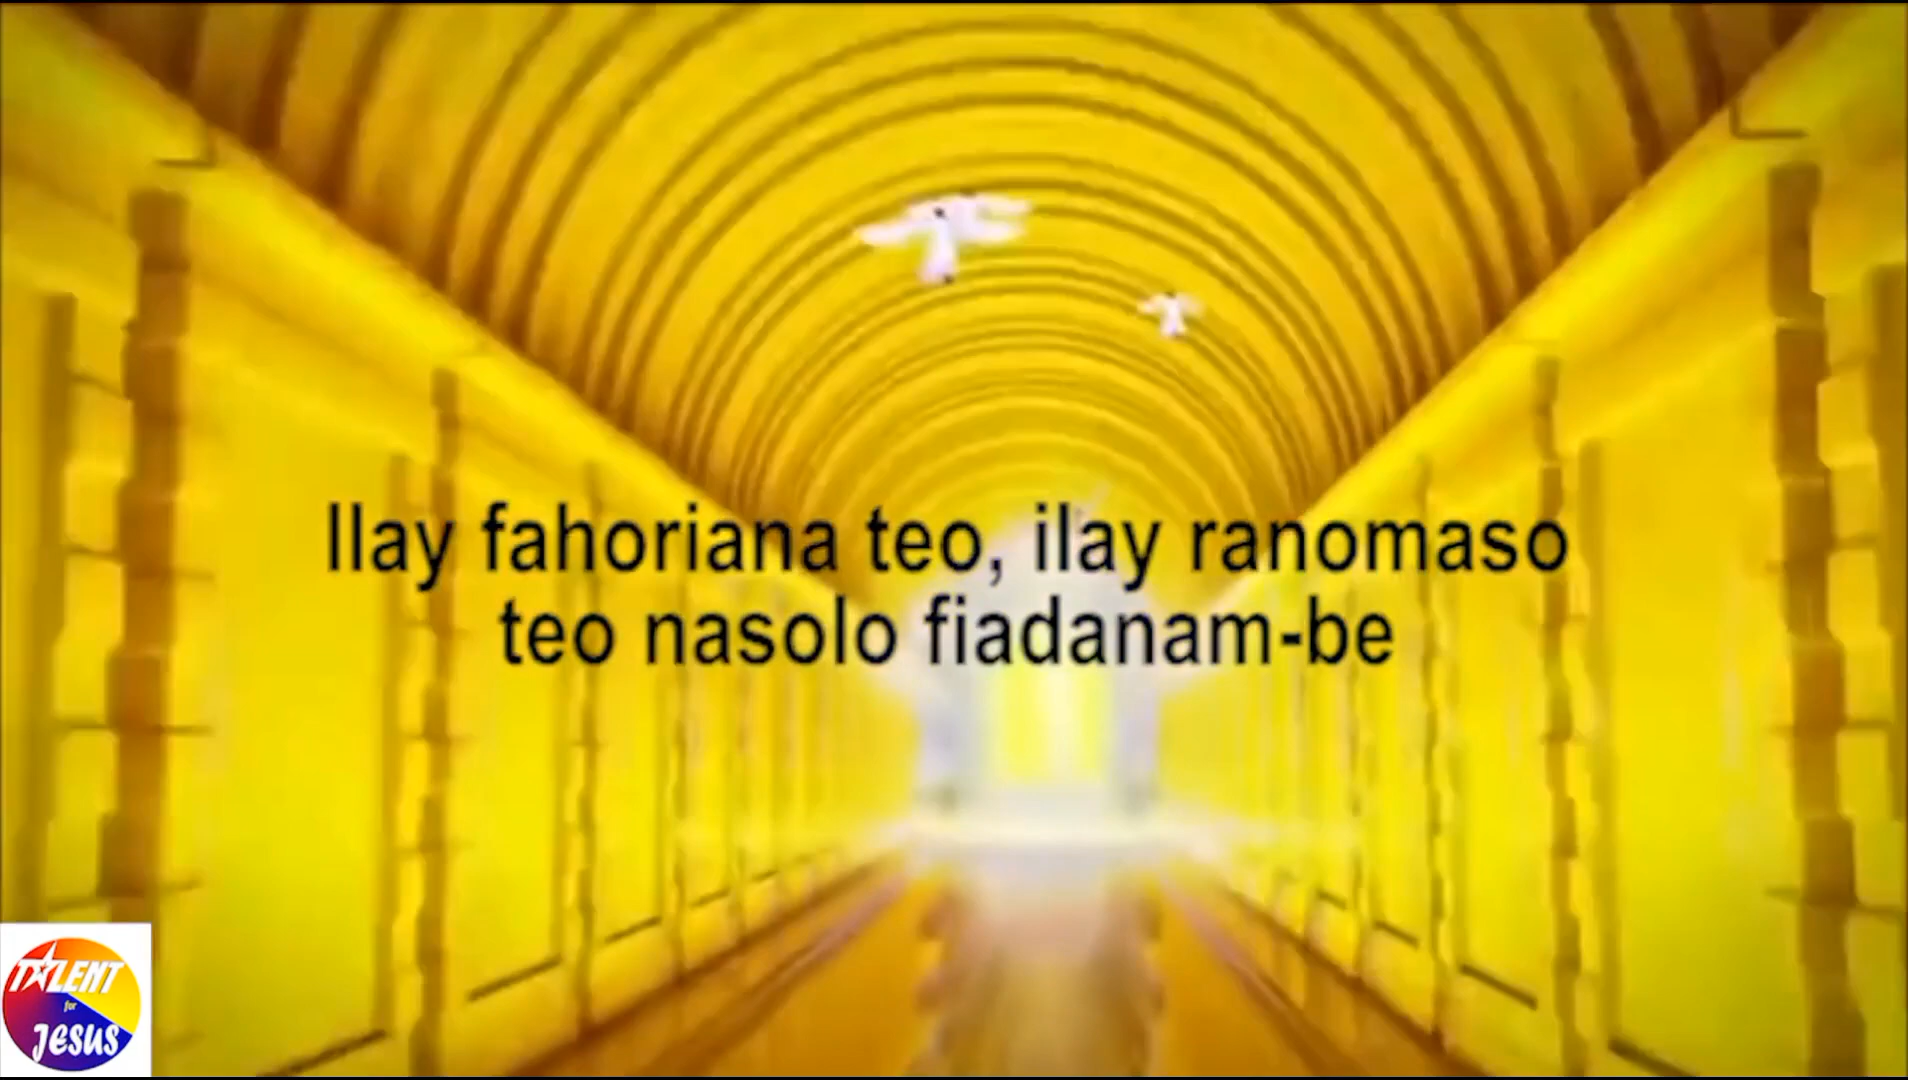 Ilay fahoriana teo, ilay ranomaso
teo nasolo fiadanam-be
TALENT
for
JESUS